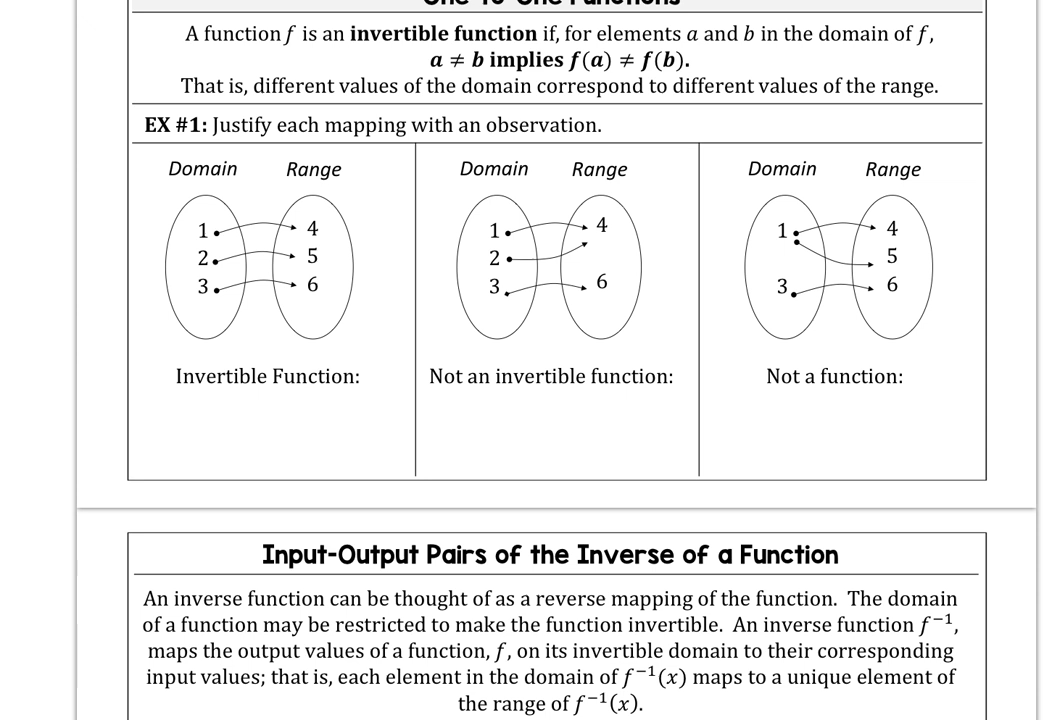 One-to-One Functions
A function f is an invertible function if, for elements a and b in the domain of f,
a ≠ b implies f(a) ≠ f(b).
That is, different values of the domain correspond to different values of the range.
EX #1: Justify each mapping with an observation.
Domain Range Domain Range Domain Range
1 4 1 4 1 4
2 5 2 5
3 6 3 6 3 6
Invertible Function: Not an invertible function: Not a function:
Input-Output Pairs of the Inverse of a Function
An inverse function can be thought of as a reverse mapping of the function. The domain
of a function may be restricted to make the function invertible. An inverse function f⁻¹,
maps the output values of a function, f, on its invertible domain to their corresponding
input values; that is, each element in the domain of f⁻¹(x) maps to a unique element of
the range of f⁻¹(x).